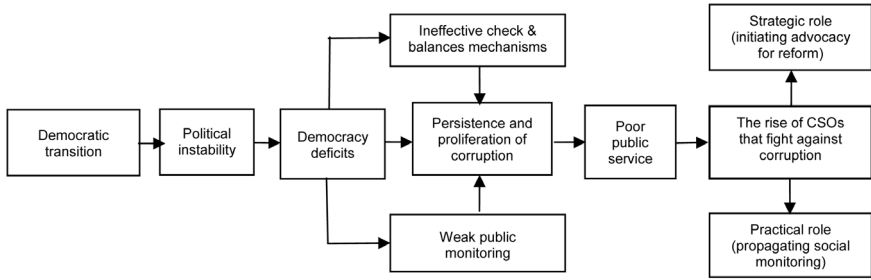 Democratic
transition
Political
instability
Democracy
deficits
Ineffective check &
balances mechanisms
Persistence and
proliferation of
corruption
Weak public
monitoring
Poor
public
service
Strategic role
(initiating advocacy
for reform)
The rise of CSOs
that fight against
corruption
Practical role
(propagating social
monitoring)